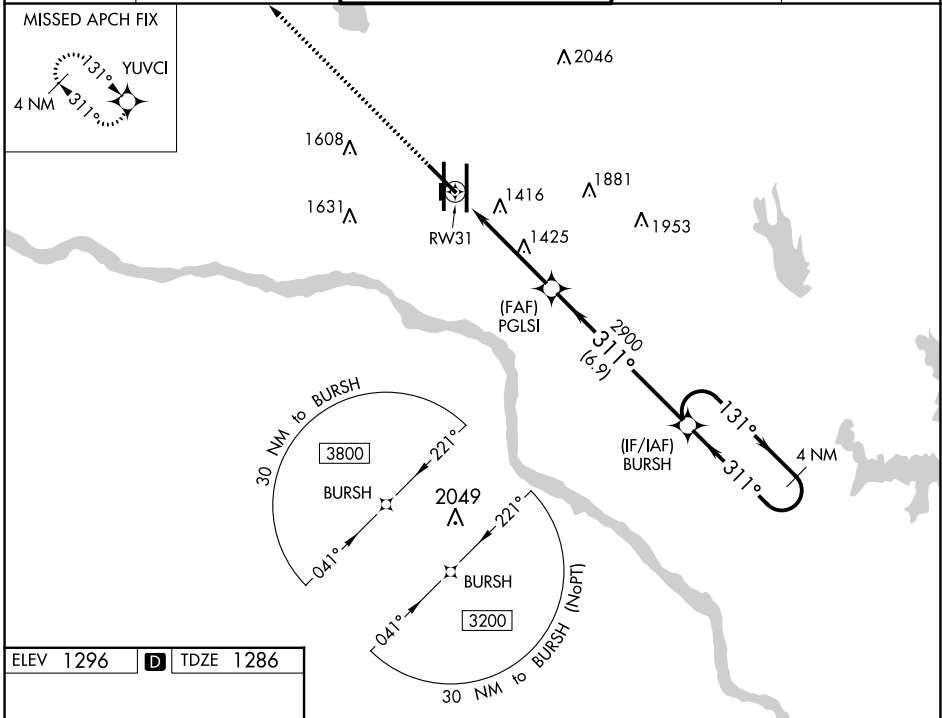 MISSED APCH FIX
YUVCI
131°
4 NM
311°
2046
1608
1631
1416
1881
1953
RW31
1425
(FAF)
PGLSI
2900
311°
(6.9)
131°
(IF/IAF)
BURSH
4 NM
311°
30 NM to BURSH
3800
221°
BURSH
041°
2049
221°
BURSH
041°
3200
30 NM to BURSH (NoPT)
ELEV 1296
D
TDZE 1286